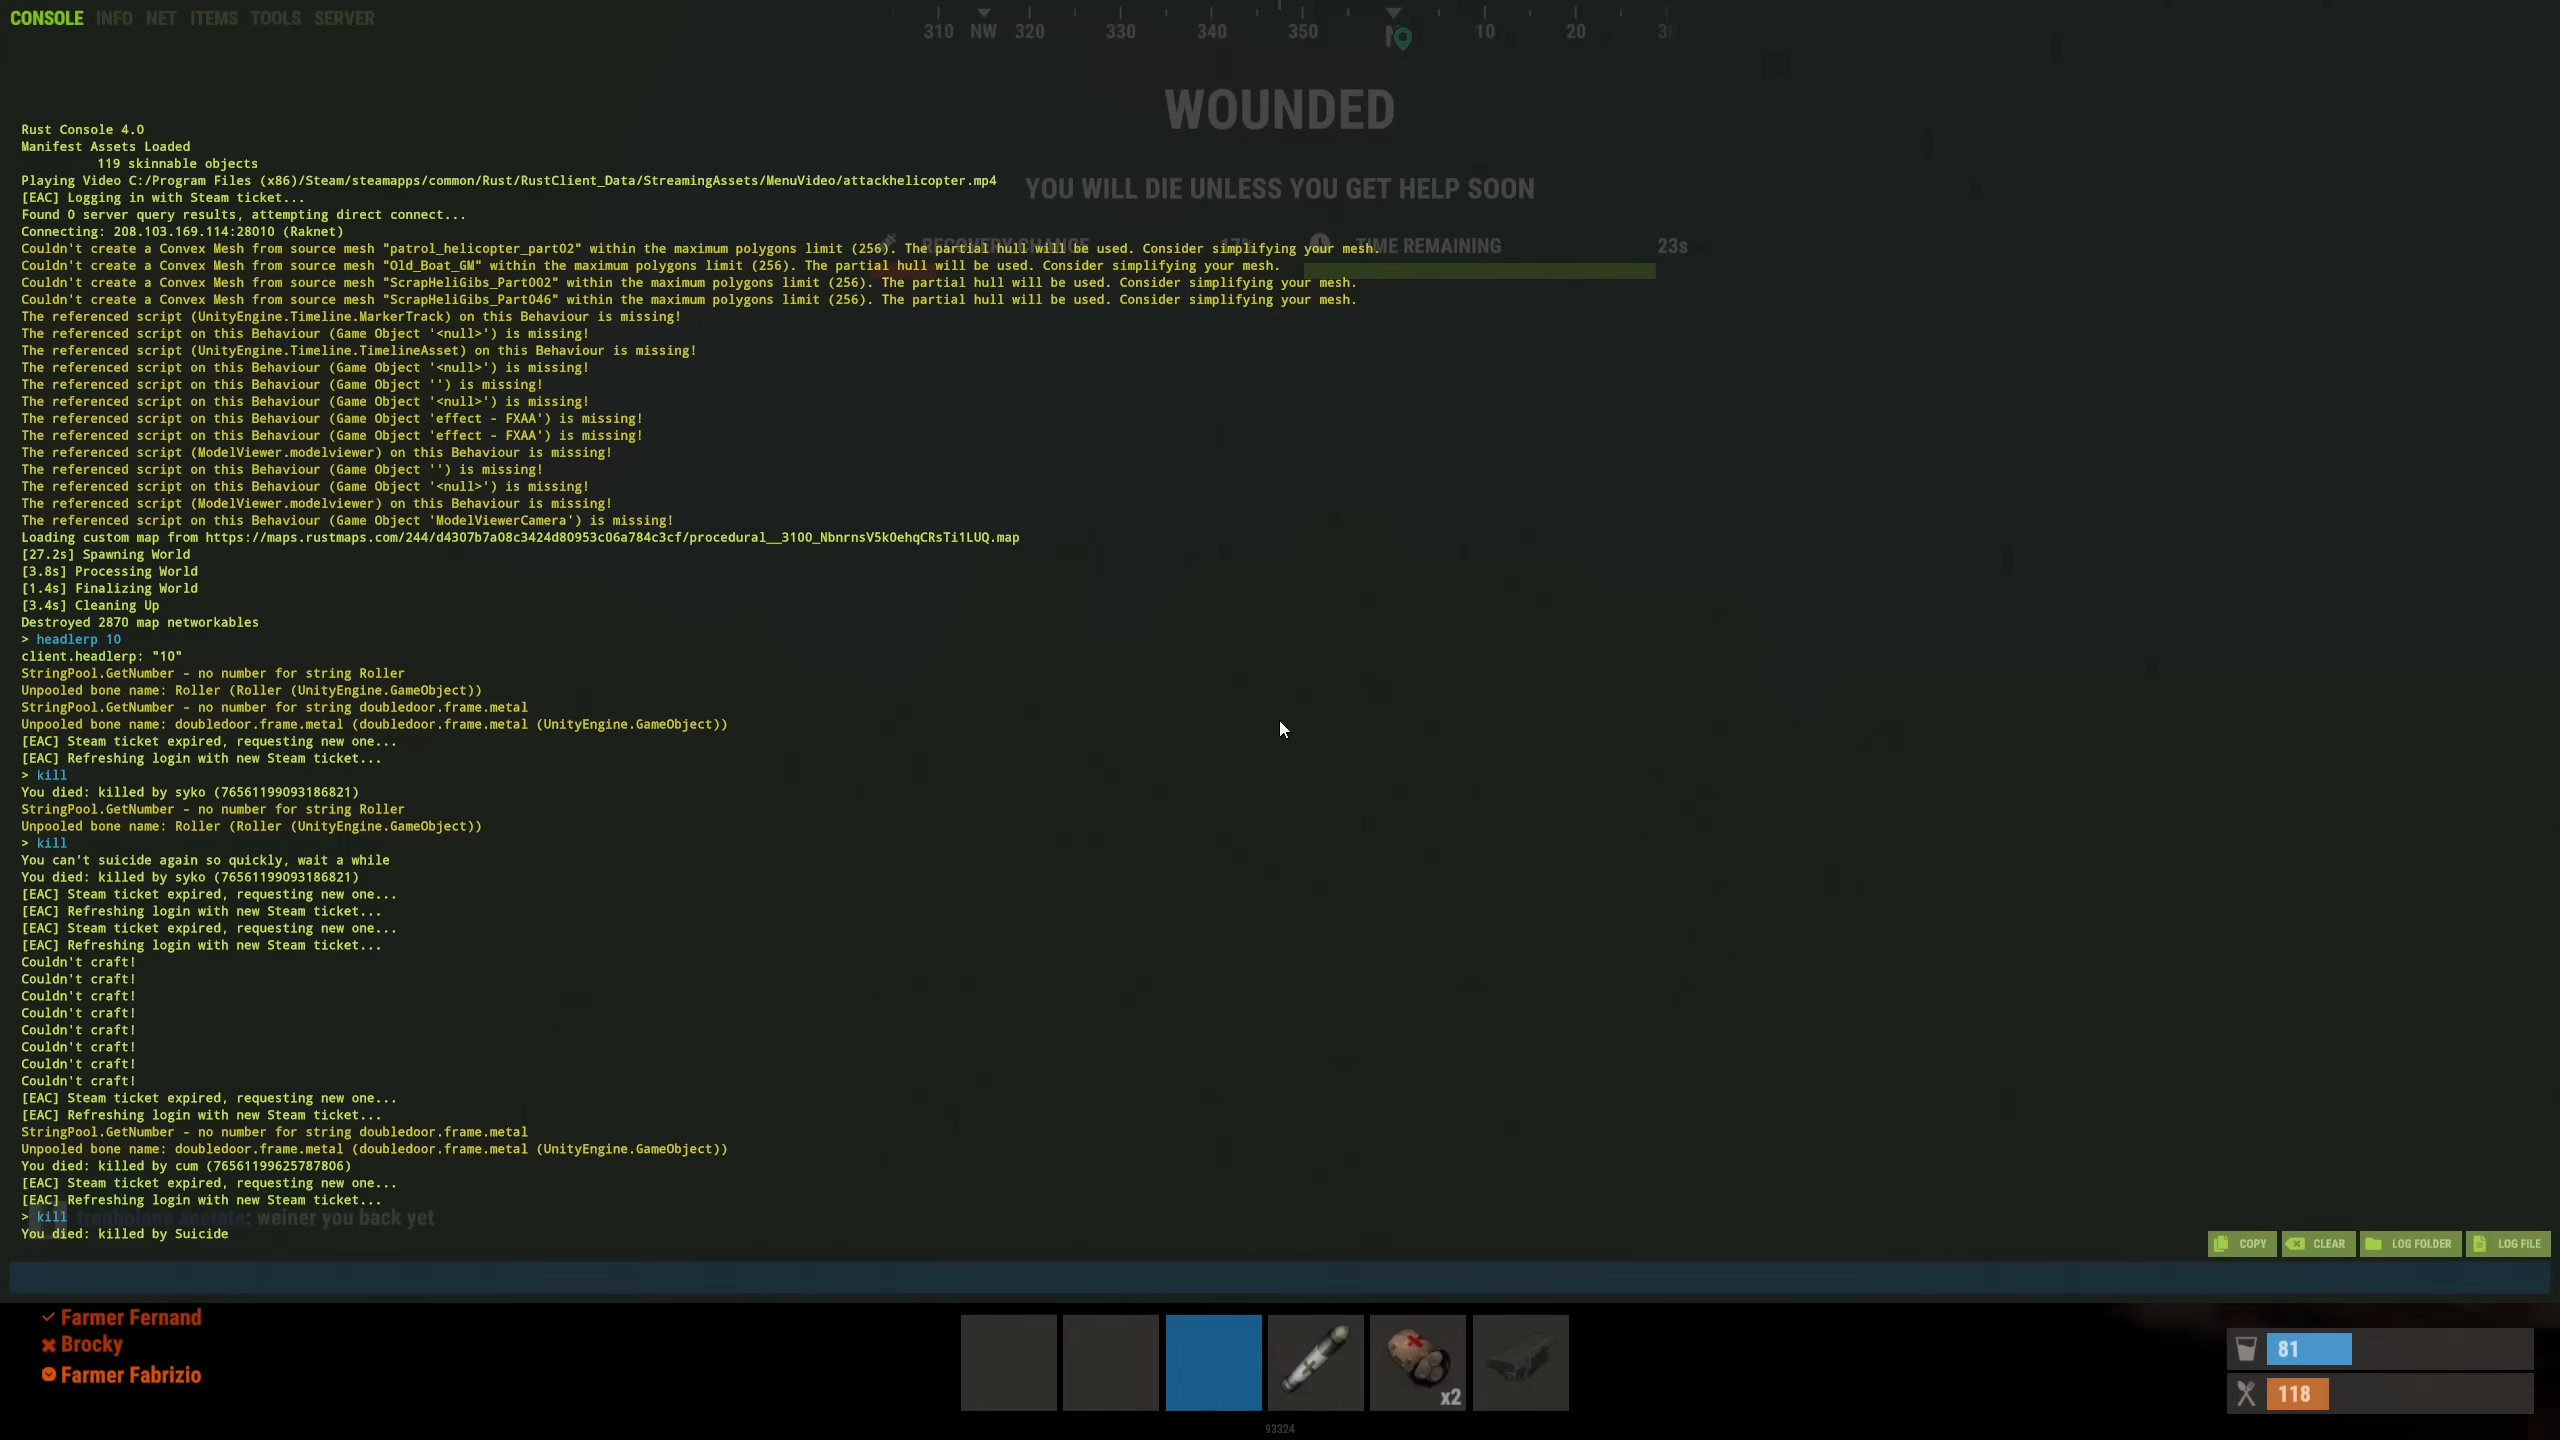 CONSOLE INFO NET ITEMS TOOLS SERVER
310 NW 320 330 340 350 N 10 20 30
WOUNDED
YOU WILL DIE UNLESS YOU GET HELP SOON
RECOVERY CHANCE 17% TIME REMAINING 23s
Rust Console 4.0
Manifest Assets Loaded
119 skinnable objects
Playing Video C:/Program Files (x86)/Steam/steamapps/common/Rust/RustClient_Data/StreamingAssets/MenuVideo/attackhelicopter.mp4
[EAC] Logging in with Steam ticket...
Found 0 server query results, attempting direct connect...
Connecting: 208.103.169.114:28010 (Raknet)
Couldn't create a Convex Mesh from source mesh "patrol_helicopter_part02" within the maximum polygons limit (256). The partial hull will be used. Consider simplifying your mesh.
Couldn't create a Convex Mesh from source mesh "Old_Boat_GM" within the maximum polygons limit (256). The partial hull will be used. Consider simplifying your mesh.
Couldn't create a Convex Mesh from source mesh "ScrapHeliGibs_Part002" within the maximum polygons limit (256). The partial hull will be used. Consider simplifying your mesh.
Couldn't create a Convex Mesh from source mesh "ScrapHeliGibs_Part046" within the maximum polygons limit (256). The partial hull will be used. Consider simplifying your mesh.
The referenced script (UnityEngine.Timeline.MarkerTrack) on this Behaviour is missing!
The referenced script on this Behaviour (Game Object '<null>') is missing!
The referenced script (UnityEngine.Timeline.TimelineAsset) on this Behaviour is missing!
The referenced script on this Behaviour (Game Object '<null>') is missing!
The referenced script on this Behaviour (Game Object '') is missing!
The referenced script on this Behaviour (Game Object '<null>') is missing!
The referenced script on this Behaviour (Game Object 'effect - FXAA') is missing!
The referenced script on this Behaviour (Game Object 'effect - FXAA') is missing!
The referenced script (ModelViewer.modelviewer) on this Behaviour is missing!
The referenced script on this Behaviour (Game Object '') is missing!
The referenced script on this Behaviour (Game Object '<null>') is missing!
The referenced script (ModelViewer.modelviewer) on this Behaviour is missing!
The referenced script on this Behaviour (Game Object 'ModelViewerCamera') is missing!
Loading custom map from https://maps.rustmaps.com/244/d4307b7a08c3424d80953c06a784c3cf/procedural__3100_NbnrnsV5k0ehqCRsTi1LUQ.map
[27.2s] Spawning World
[3.8s] Processing World
[1.4s] Finalizing World
[3.4s] Cleaning Up
Destroyed 2870 map networkables
> headlerp 10
client.headlerp: "10"
StringPool.GetNumber - no number for string Roller
Unpooled bone name: Roller (Roller (UnityEngine.GameObject))
StringPool.GetNumber - no number for string doubledoor.frame.metal
Unpooled bone name: doubledoor.frame.metal (doubledoor.frame.metal (UnityEngine.GameObject))
[EAC] Steam ticket expired, requesting new one...
[EAC] Refreshing login with new Steam ticket...
> kill
You died: killed by syko (76561199093186821)
StringPool.GetNumber - no number for string Roller
Unpooled bone name: Roller (Roller (UnityEngine.GameObject))
> kill
You can't suicide again so quickly, wait a while
You died: killed by syko (76561199093186821)
[EAC] Steam ticket expired, requesting new one...
[EAC] Refreshing login with new Steam ticket...
[EAC] Steam ticket expired, requesting new one...
[EAC] Refreshing login with new Steam ticket...
Couldn't craft!
Couldn't craft!
Couldn't craft!
Couldn't craft!
Couldn't craft!
Couldn't craft!
Couldn't craft!
Couldn't craft!
[EAC] Steam ticket expired, requesting new one...
[EAC] Refreshing login with new Steam ticket...
StringPool.GetNumber - no number for string doubledoor.frame.metal
Unpooled bone name: doubledoor.frame.metal (doubledoor.frame.metal (UnityEngine.GameObject))
You died: killed by cum (76561199625787806)
[EAC] Steam ticket expired, requesting new one...
[EAC] Refreshing login with new Steam ticket...
> kill
trenbolone acetate: weiner you back yet
You died: killed by Suicide
COPY CLEAR LOG FOLDER LOG FILE
Farmer Fernand
Brocky
Farmer Fabrizio
x2
81
118
93324